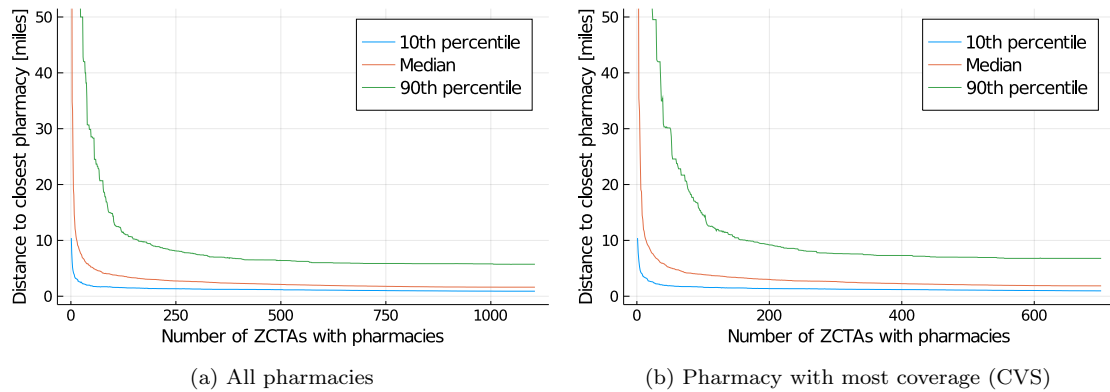 Distance to closest pharmacy [miles]
50
40
30
20
10
0
10th percentile
Median
90th percentile
0
250
500
750
1000
Number of ZCTAs with pharmacies
(a) All pharmacies
Distance to closest pharmacy [miles]
50
40
30
20
10
0
10th percentile
Median
90th percentile
0
200
400
600
Number of ZCTAs with pharmacies
(b) Pharmacy with most coverage (CVS)